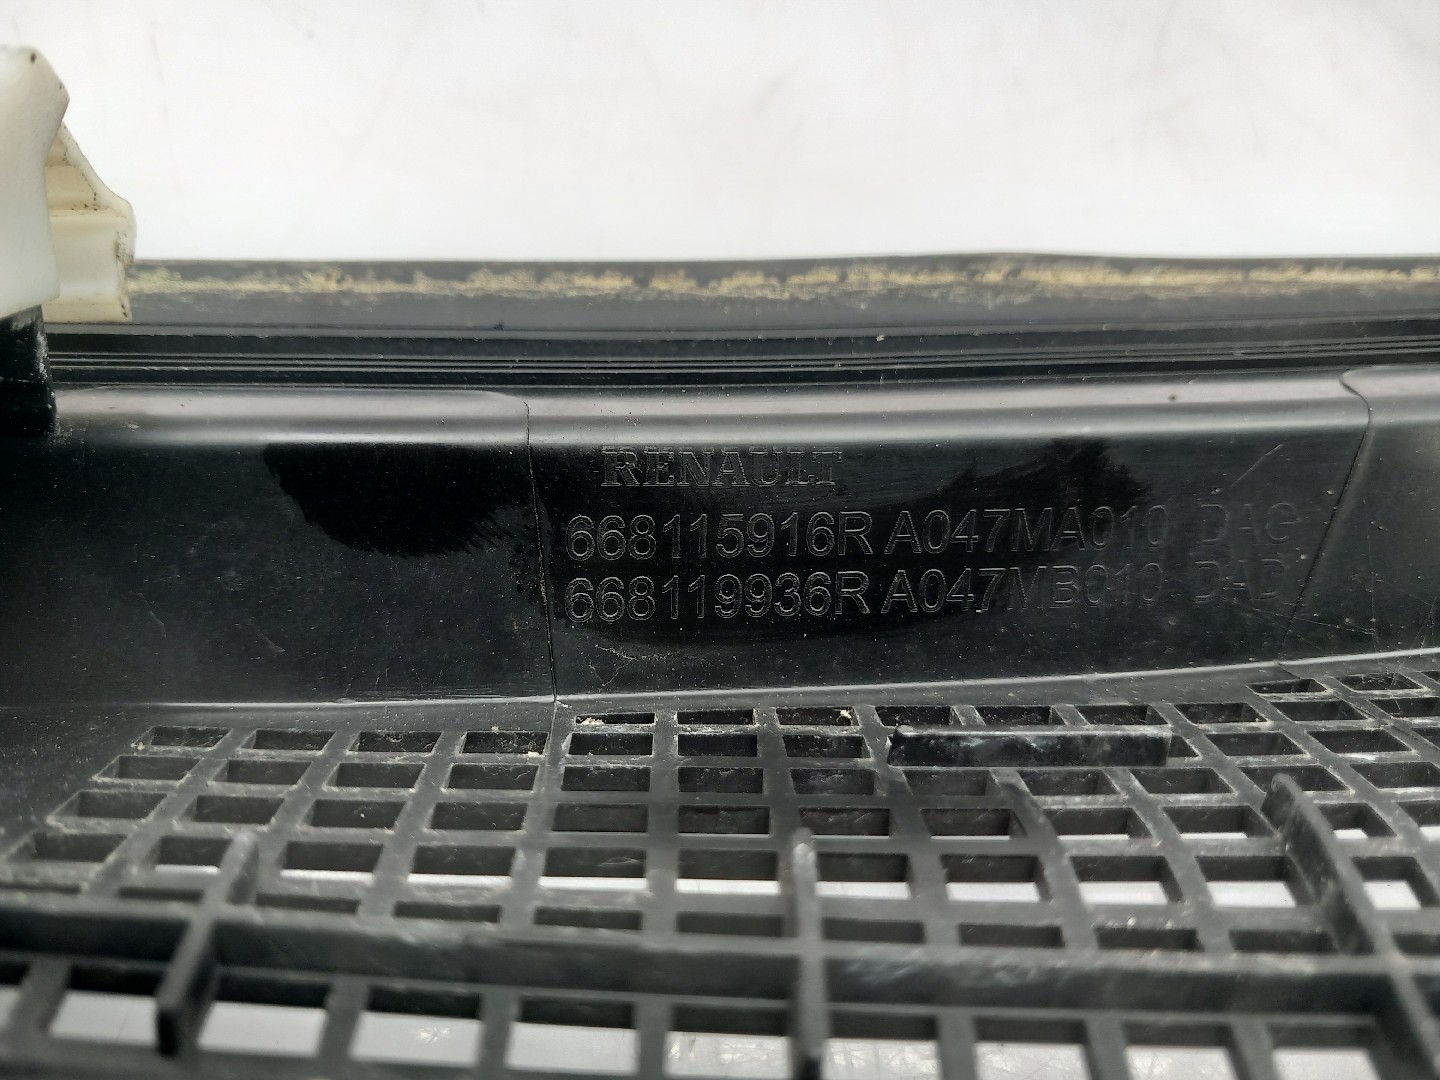 RENAULT
668115916R A047MA010 DAG
668119936R A047MB010 DAD